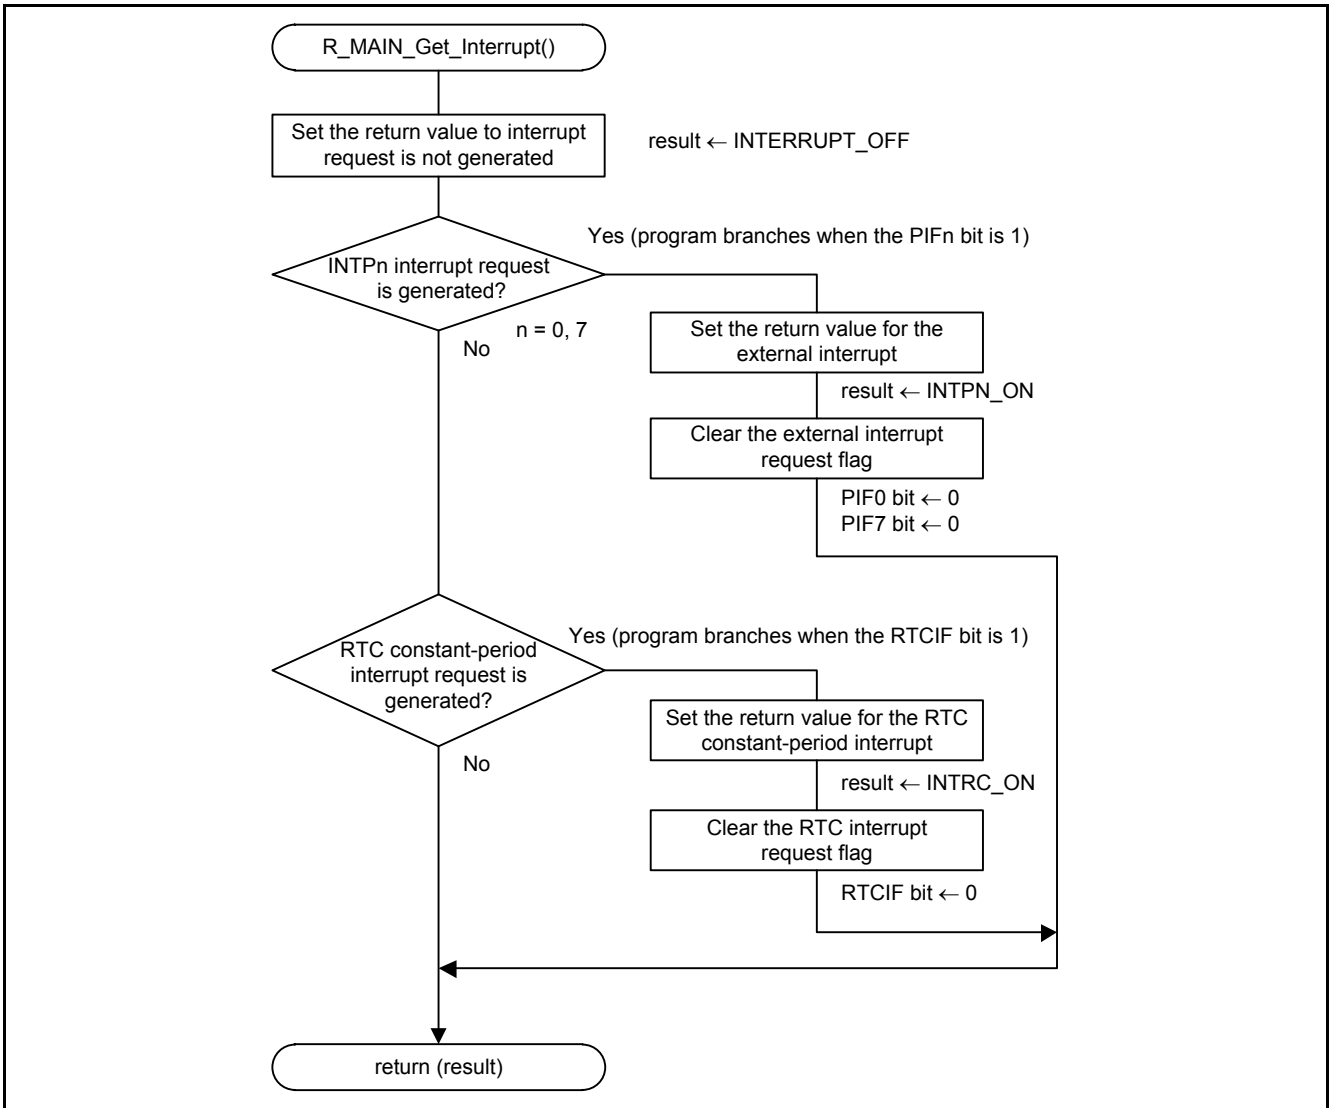 R_MAIN_Get_Interrupt()
Set the return value to interrupt
request is not generated
result ← INTERRUPT_OFF
Yes (program branches when the PIFn bit is 1)
INTPn interrupt request
is generated?
n = 0, 7
No
Set the return value for the
external interrupt
result ← INTPN_ON
Clear the external interrupt
request flag
PIF0 bit ← 0
PIF7 bit ← 0
Yes (program branches when the RTCIF bit is 1)
RTC constant-period
interrupt request is
generated?
No
Set the return value for the RTC
constant-period interrupt
result ← INTRC_ON
Clear the RTC interrupt
request flag
RTCIF bit ← 0
return (result)